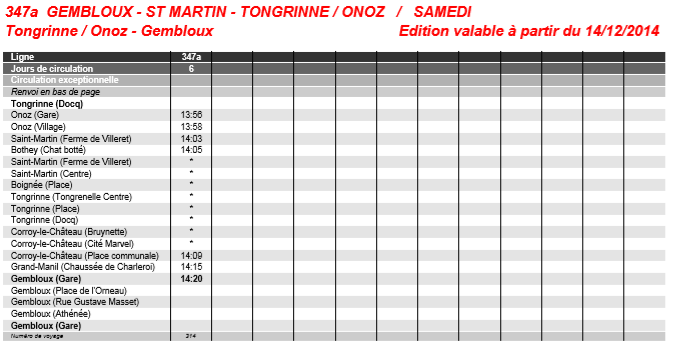 347a GEMBLOUX - ST MARTIN - TONGRINNE / ONOZ / SAMEDI
Tongrinne / Onoz - Gembloux Edition valable à partir du 14/12/2014
Ligne 347a
Jours de circulation 6
Circulation exceptionnelle
Renvoi en bas de page
Tongrinne (Docq)
Onoz (Gare) 13:56
Onoz (Village) 13:58
Saint-Martin (Ferme de Villeret) 14:03
Bothey (Chat botté) 14:05
Saint-Martin (Ferme de Villeret) *
Saint-Martin (Centre) *
Boignée (Place) *
Tongrinne (Tongrenelle Centre) *
Tongrinne (Place) *
Tongrinne (Docq) *
Corroy-le-Château (Bruynette) *
Corroy-le-Château (Cité Marvel) *
Corroy-le-Château (Place communale) 14:09
Grand-Manil (Chaussée de Charleroi) 14:15
Gembloux (Gare) 14:20
Gembloux (Place de l'Orneau)
Gembloux (Rue Gustave Masset)
Gembloux (Athénée)
Gembloux (Gare)
Numéro de voyage 314